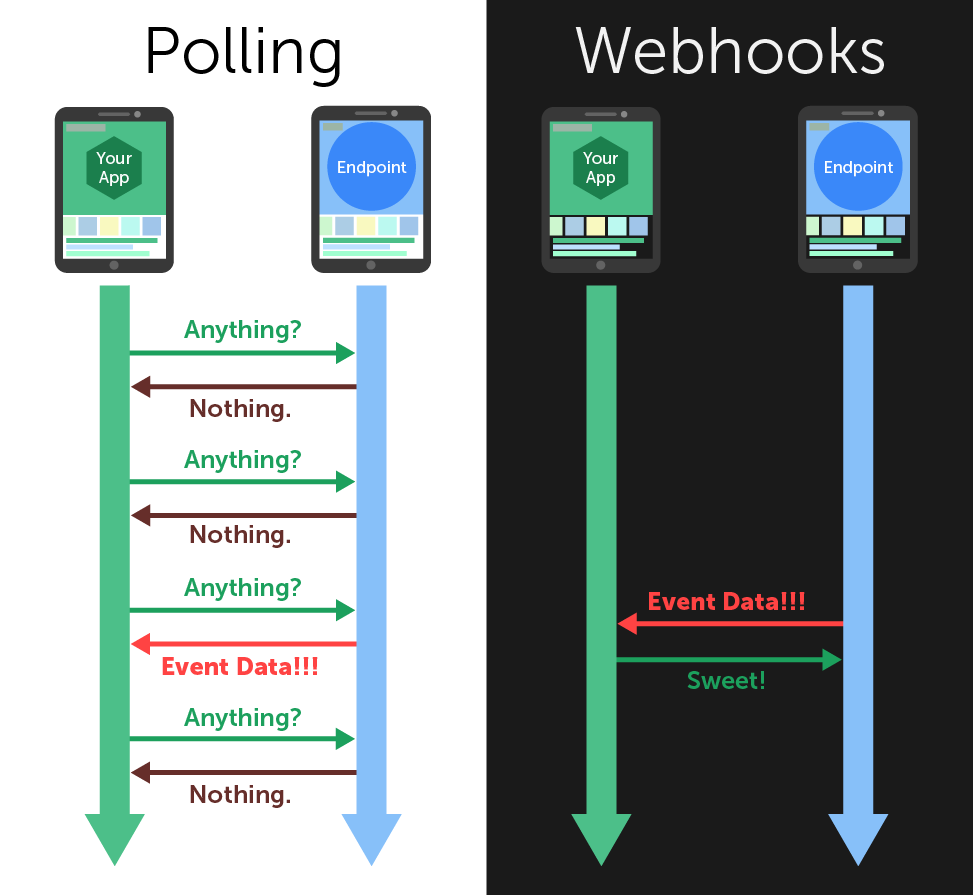 Polling
Your
App
Endpoint
Anything?
Nothing.
Anything?
Nothing.
Anything?
Event Data!!!
Anything?
Nothing.
Webhooks
Your
App
Endpoint
Event Data!!!
Sweet!